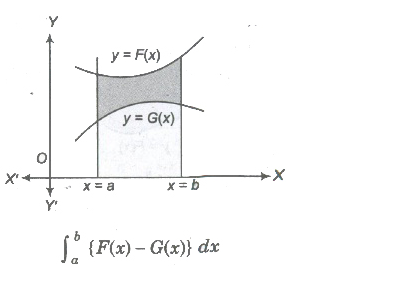 Y
y = F(x)
y = G(x)
O
X' X
x = a x = b
Y'
∫_a^b {F(x) – G(x)} dx